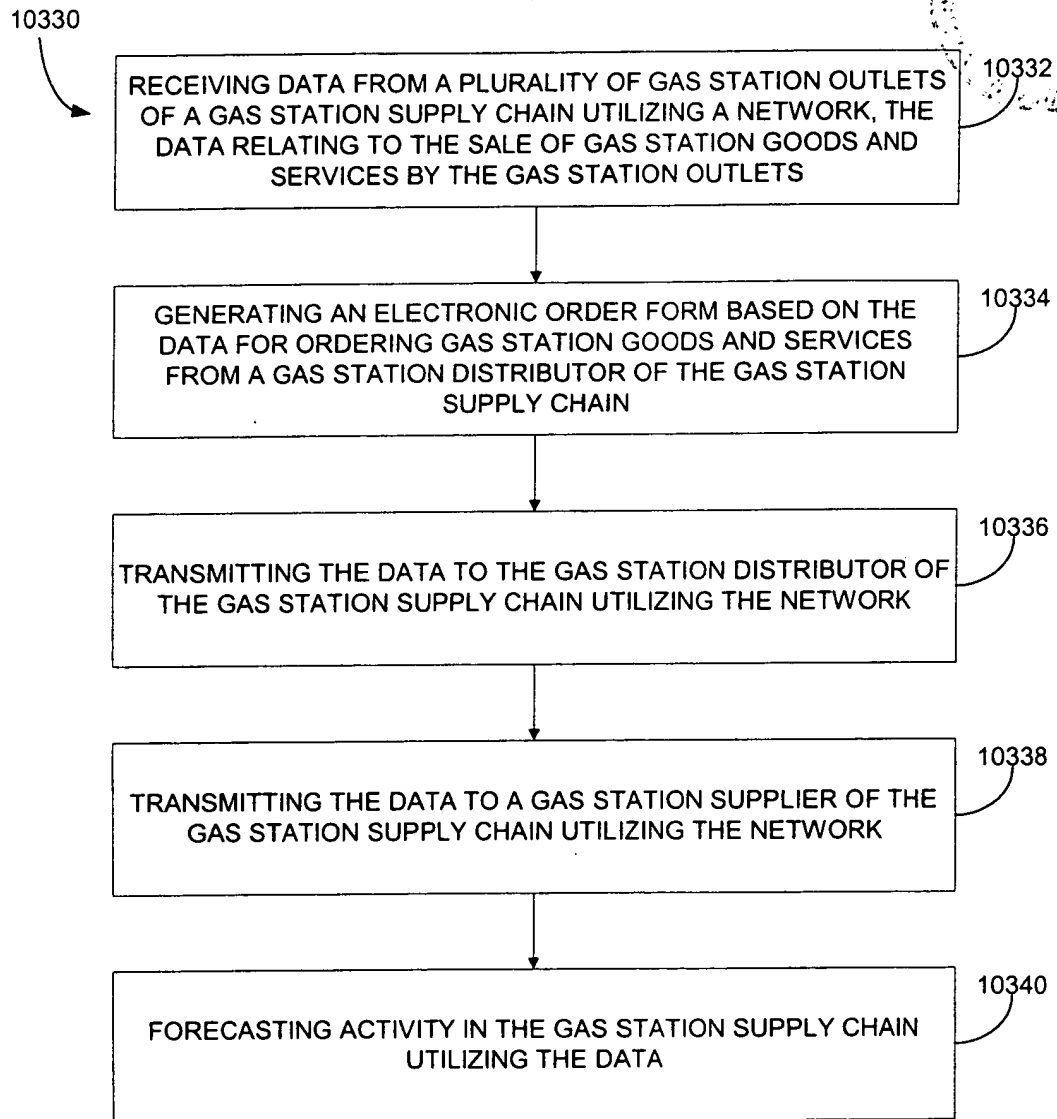 10330
RECEIVING DATA FROM A PLURALITY OF GAS STATION OUTLETS
OF A GAS STATION SUPPLY CHAIN UTILIZING A NETWORK, THE
DATA RELATING TO THE SALE OF GAS STATION GOODS AND
SERVICES BY THE GAS STATION OUTLETS
10332
GENERATING AN ELECTRONIC ORDER FORM BASED ON THE
DATA FOR ORDERING GAS STATION GOODS AND SERVICES
FROM A GAS STATION DISTRIBUTOR OF THE GAS STATION
SUPPLY CHAIN
10334
TRANSMITTING THE DATA TO THE GAS STATION DISTRIBUTOR OF
THE GAS STATION SUPPLY CHAIN UTILIZING THE NETWORK
10336
TRANSMITTING THE DATA TO A GAS STATION SUPPLIER OF THE
GAS STATION SUPPLY CHAIN UTILIZING THE NETWORK
10338
FORECASTING ACTIVITY IN THE GAS STATION SUPPLY CHAIN
UTILIZING THE DATA
10340